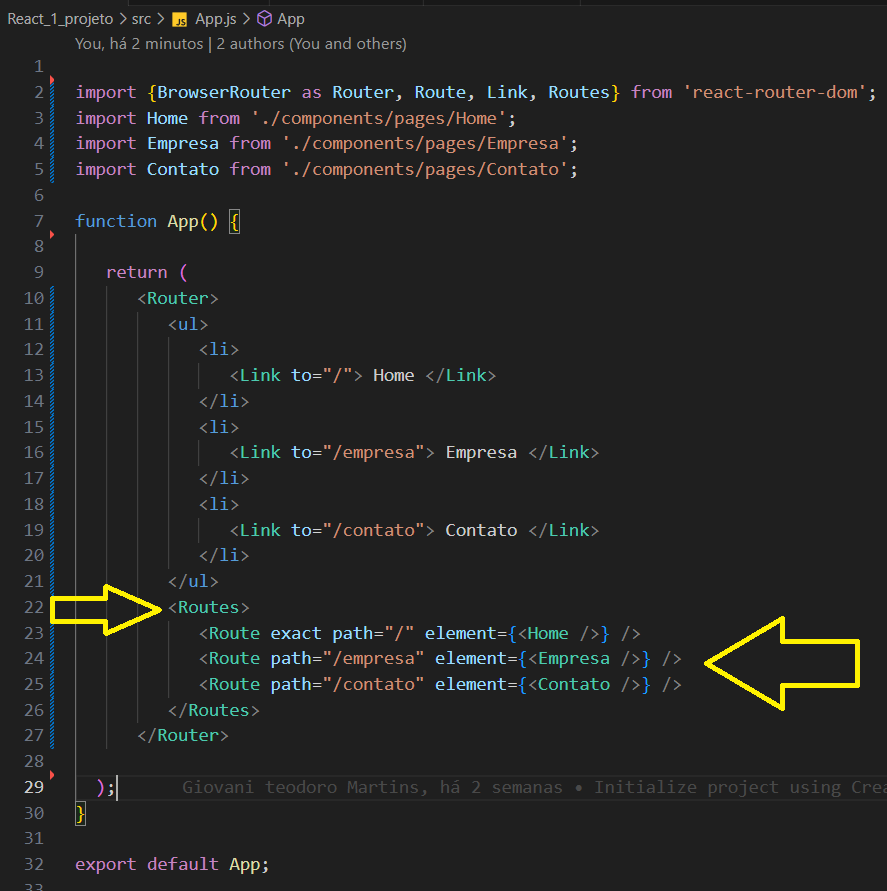 React_1_projeto > src > JS App.js > App
You, há 2 minutos | 2 authors (You and others)
1
2 import {BrowserRouter as Router, Route, Link, Routes} from 'react-router-dom';
3 import Home from './components/pages/Home';
4 import Empresa from './components/pages/Empresa';
5 import Contato from './components/pages/Contato';
6
7 function App() {
8
9 return (
10 <Router>
11 <ul>
12 <li>
13 <Link to="/"> Home </Link>
14 </li>
15 <li>
16 <Link to="/empresa"> Empresa </Link>
17 </li>
18 <li>
19 <Link to="/contato"> Contato </Link>
20 </li>
21 </ul>
22 <Routes>
23 <Route exact path="/" element={<Home />} />
24 <Route path="/empresa" element={<Empresa />} />
25 <Route path="/contato" element={<Contato />} />
26 </Routes>
27 </Router>
28
29 ); Giovani teodoro Martins, há 2 semanas • Initialize project using Crea
30 }
31
32 export default App;
33